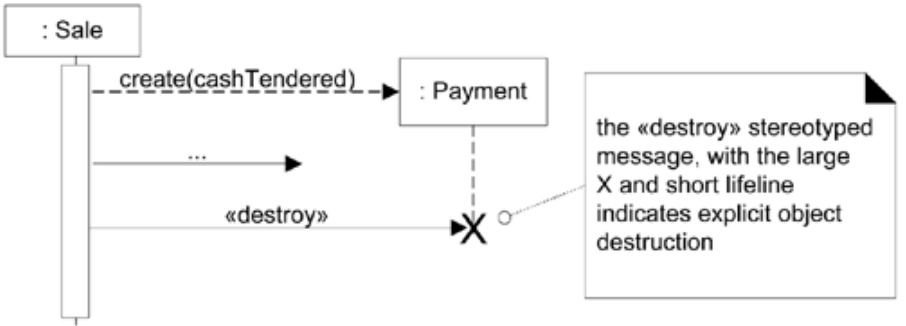 : Sale
create(cashTendered)
: Payment
...
«destroy»
X
the «destroy» stereotyped
message, with the large
X and short lifeline
indicates explicit object
destruction